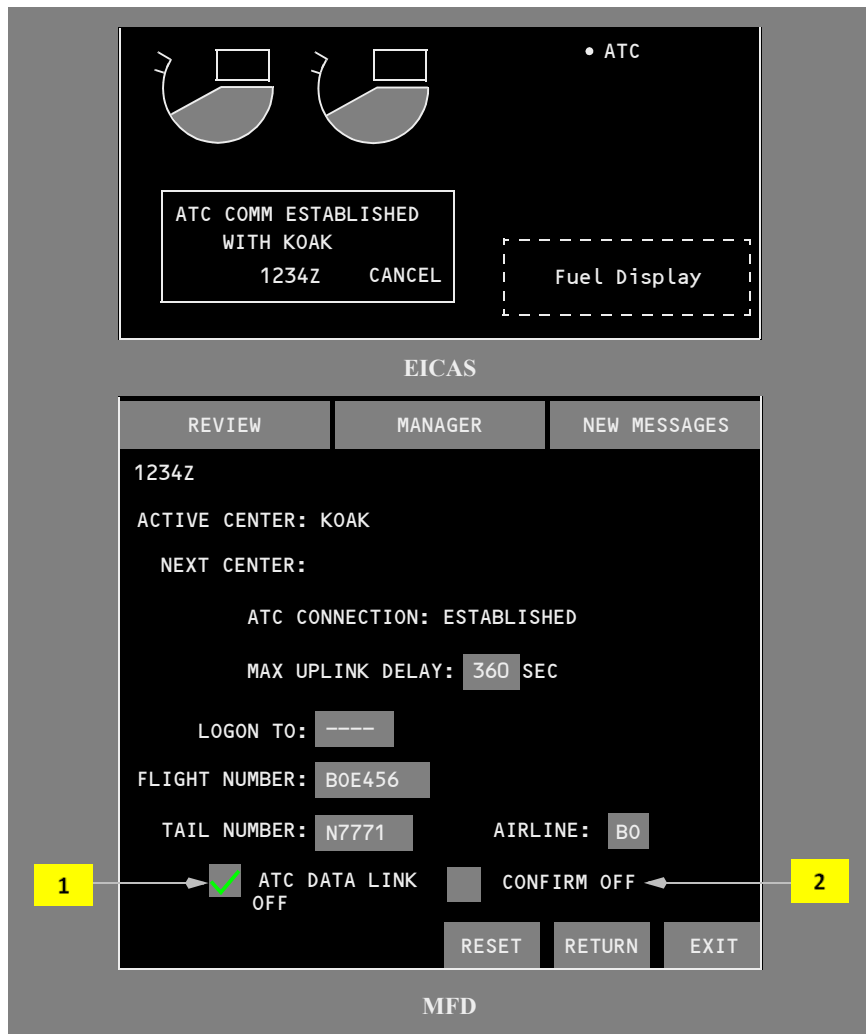 • ATC
ATC COMM ESTABLISHED
WITH KOAK
1234Z CANCEL
Fuel Display
EICAS
REVIEW MANAGER NEW MESSAGES
1234Z
ACTIVE CENTER: KOAK
NEXT CENTER:
ATC CONNECTION: ESTABLISHED
MAX UPLINK DELAY: 360 SEC
LOGON TO: ----
FLIGHT NUMBER: BOE456
TAIL NUMBER: N7771 AIRLINE: BO
1 ATC DATA LINK CONFIRM OFF 2
OFF
RESET RETURN EXIT
MFD